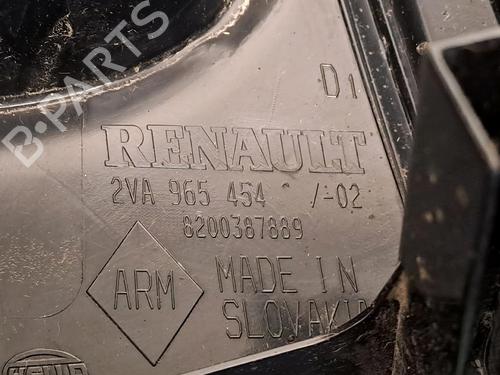 B-PARTS
D1
RENAULT
2VA 965 454 /-02
8200387889
ARM
MADE IN
SLOVAKIA